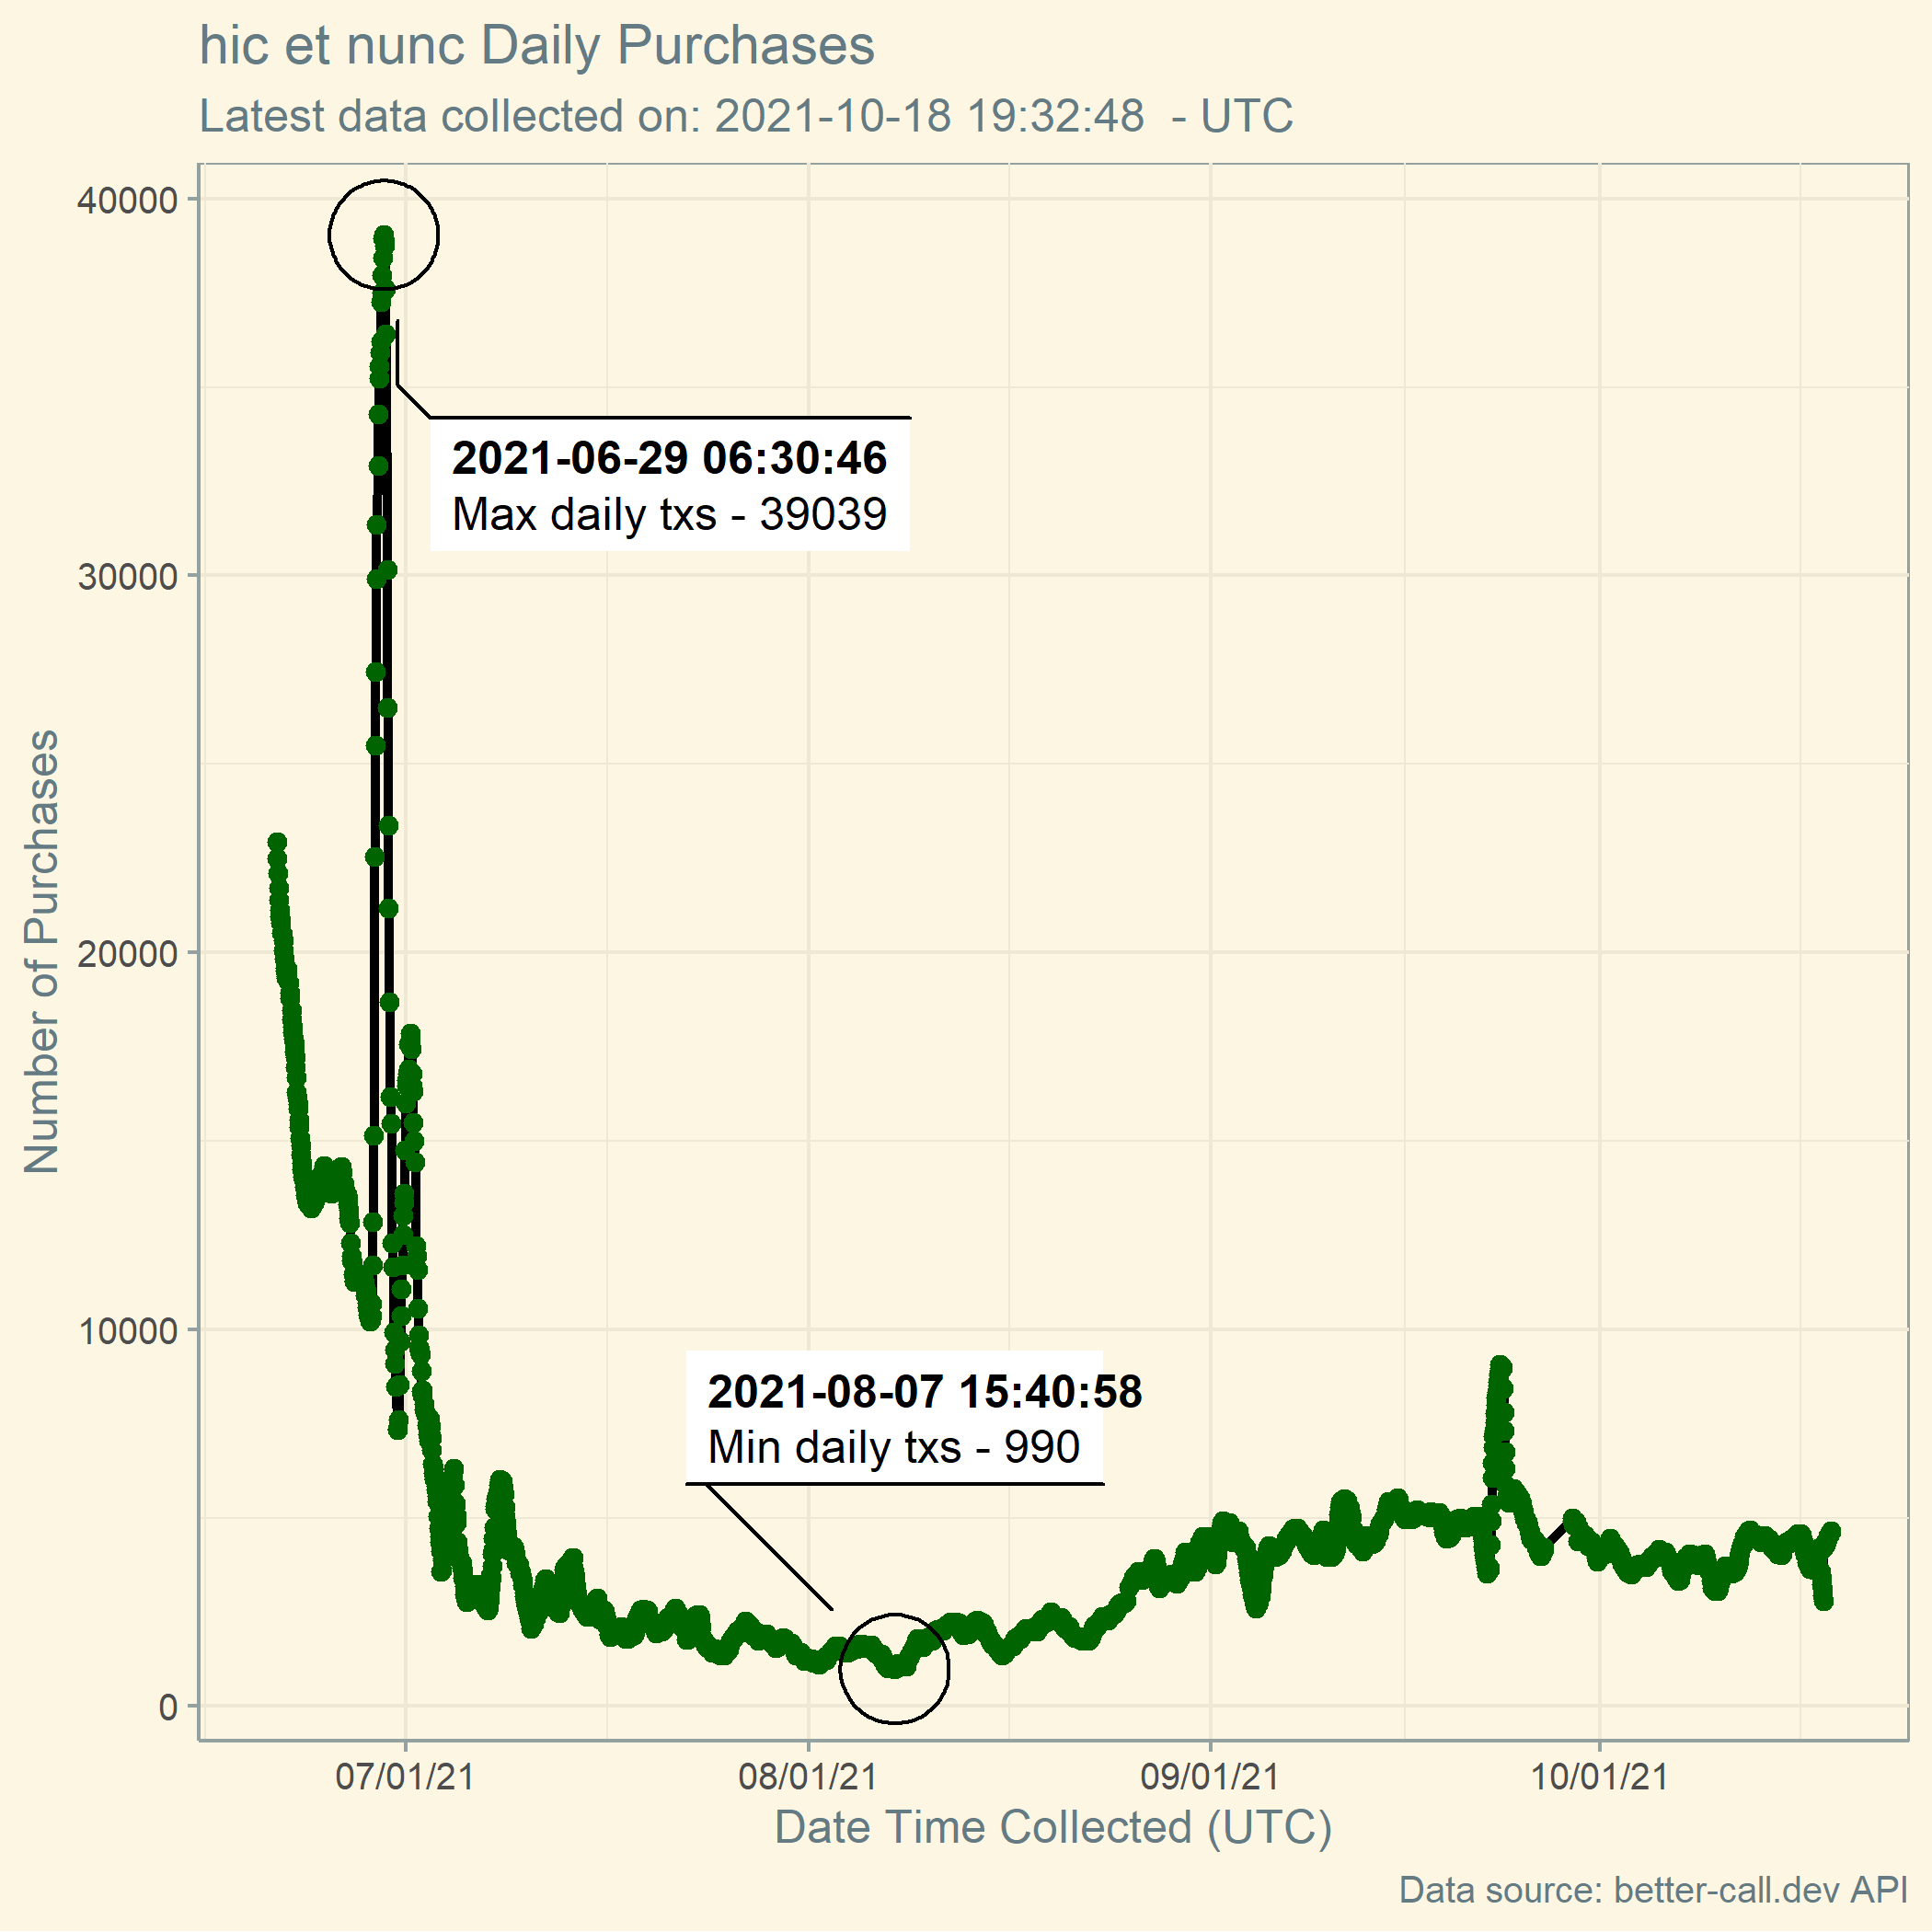 hic et nunc Daily Purchases
Latest data collected on: 2021-10-18 19:32:48  - UTC
40000
30000
20000
10000
0
Number of Purchases
2021-06-29 06:30:46
Max daily txs - 39039
2021-08-07 15:40:58
Min daily txs - 990
07/01/21
08/01/21
09/01/21
10/01/21
Date Time Collected (UTC)
Data source: better-call.dev API